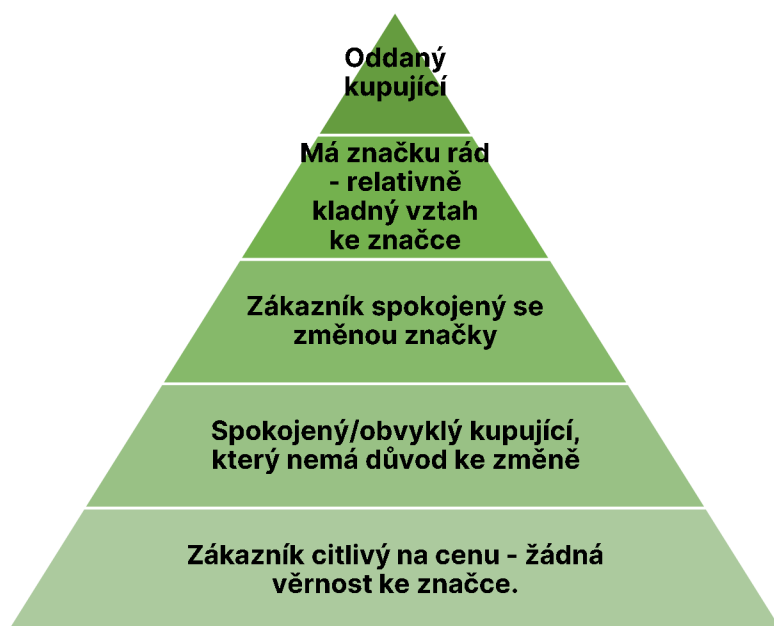 Oddaný
kupující
Má značku rád
- relativně
kladný vztah
ke značce
Zákazník spokojený se
změnou značky
Spokojený/obvyklý kupující,
který nemá důvod ke změně
Zákazník citlivý na cenu - žádná
věrnost ke značce.